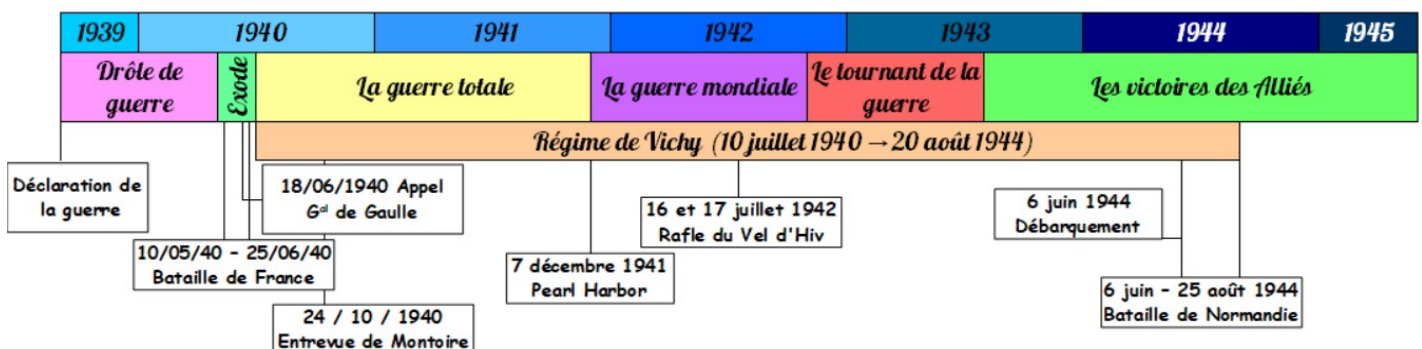 1939 1940 1941 1942 1943 1944 1945
Drôle de
guerre
Exode
La guerre totale
La guerre mondiale
Le tournant de la
guerre
Les victoires des Alliés
Régime de Vichy (10 juillet 1940 → 20 août 1944)
Déclaration de
la guerre
18/06/1940 Appel
Gal de Gaulle
10/05/40 - 25/06/40
Bataille de France
24 / 10 / 1940
Entrevue de Montoire
7 décembre 1941
Pearl Harbor
16 et 17 juillet 1942
Rafle du Vel d'Hiv
6 juin 1944
Débarquement
6 juin - 25 août 1944
Bataille de Normandie